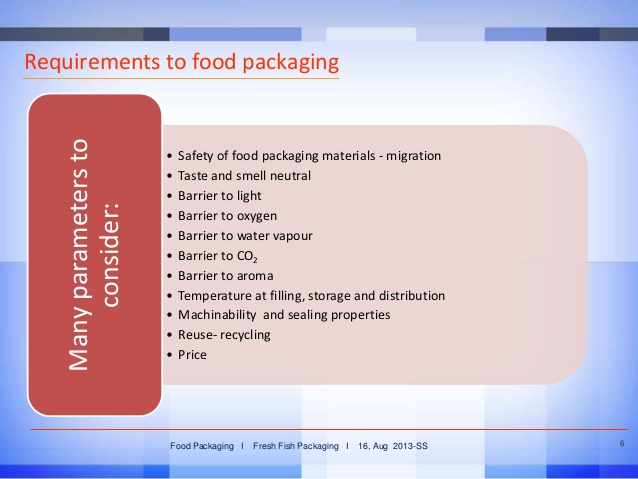 Requirements to food packaging
Many parameters to
consider:
• Safety of food packaging materials - migration
• Taste and smell neutral
• Barrier to light
• Barrier to oxygen
• Barrier to water vapour
• Barrier to CO₂
• Barrier to aroma
• Temperature at filling, storage and distribution
• Machinability and sealing properties
• Reuse- recycling
• Price
Food Packaging I Fresh Fish Packaging I 16, Aug 2013-SS
6